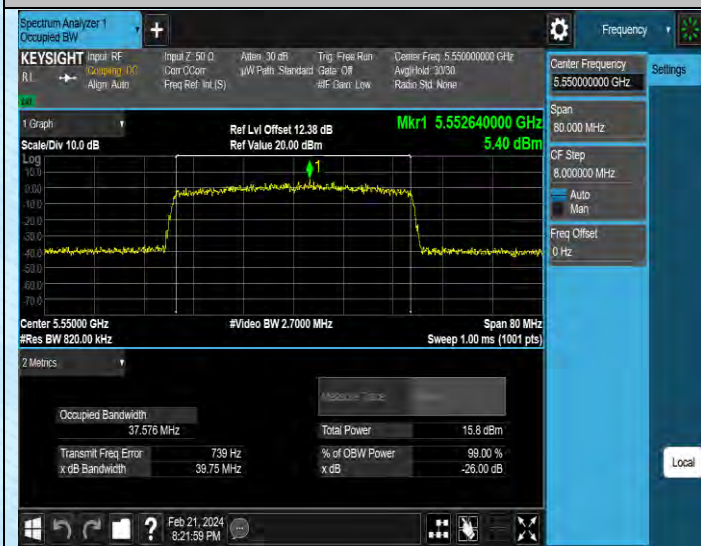 Spectrum Analyzer 1
Occupied BW
Frequency
KEYSIGHT
RL
Input: RF
Coupling: DC
Align: Auto
Input Z: 50 Ω
Corr CCorr
Freq Ref: Int (S)
Atten: 30 dB
µW Path: Standard
Trig: Free Run
Gate: Off
#IF Gain: Low
Center Freq: 5.550000000 GHz
Avg|Hold: 30/30
Radio Std: None
Center Frequency
5.550000000 GHz
Settings
Span
80.000 MHz
CF Step
8.000000 MHz
Auto
Man
Freq Offset
0 Hz
1 Graph
Scale/Div 10.0 dB
Ref Lvl Offset 12.38 dB
Ref Value 20.00 dBm
Mkr1 5.552640000 GHz
5.40 dBm
Log
10.0
0.00
-10.0
-20.0
-30.0
-40.0
-50.0
-60.0
-70.0
1
Center 5.55000 GHz
#Res BW 820.00 kHz
#Video BW 2.7000 MHz
Span 80 MHz
Sweep 1.00 ms (1001 pts)
2 Metrics
Measure Trace
Occupied Bandwidth
37.576 MHz
Total Power 15.8 dBm
Transmit Freq Error 739 Hz
% of OBW Power 99.00 %
x dB Bandwidth 39.75 MHz
x dB -26.00 dB
Local
Feb 21, 2024
8:21:59 PM